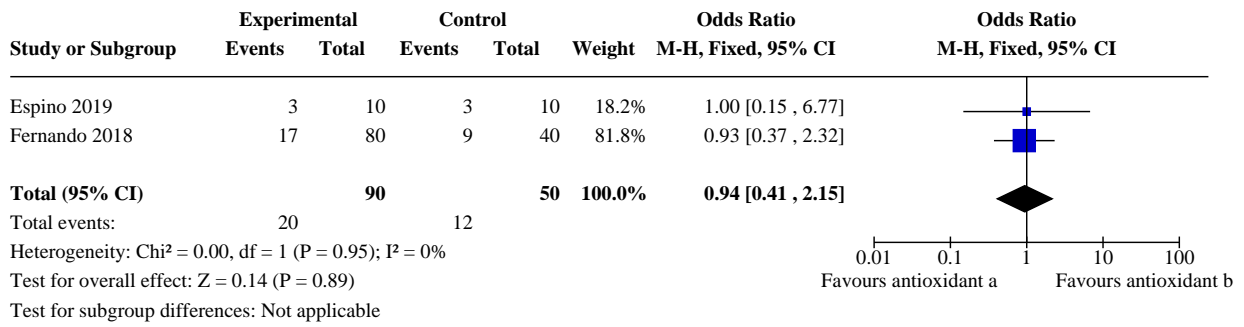 Experimental Control Odds Ratio Odds Ratio
Study or Subgroup Events Total Events Total Weight M-H, Fixed, 95% CI M-H, Fixed, 95% CI
Espino 2019 3 10 3 10 18.2% 1.00 [0.15 , 6.77]
Fernando 2018 17 80 9 40 81.8% 0.93 [0.37 , 2.32]
Total (95% CI) 90 50 100.0% 0.94 [0.41 , 2.15]
Total events: 20 12
Heterogeneity: Chi² = 0.00, df = 1 (P = 0.95); I² = 0%
0.01 0.1 1 10 100
Test for overall effect: Z = 0.14 (P = 0.89)
Favours antioxidant a Favours antioxidant b
Test for subgroup differences: Not applicable